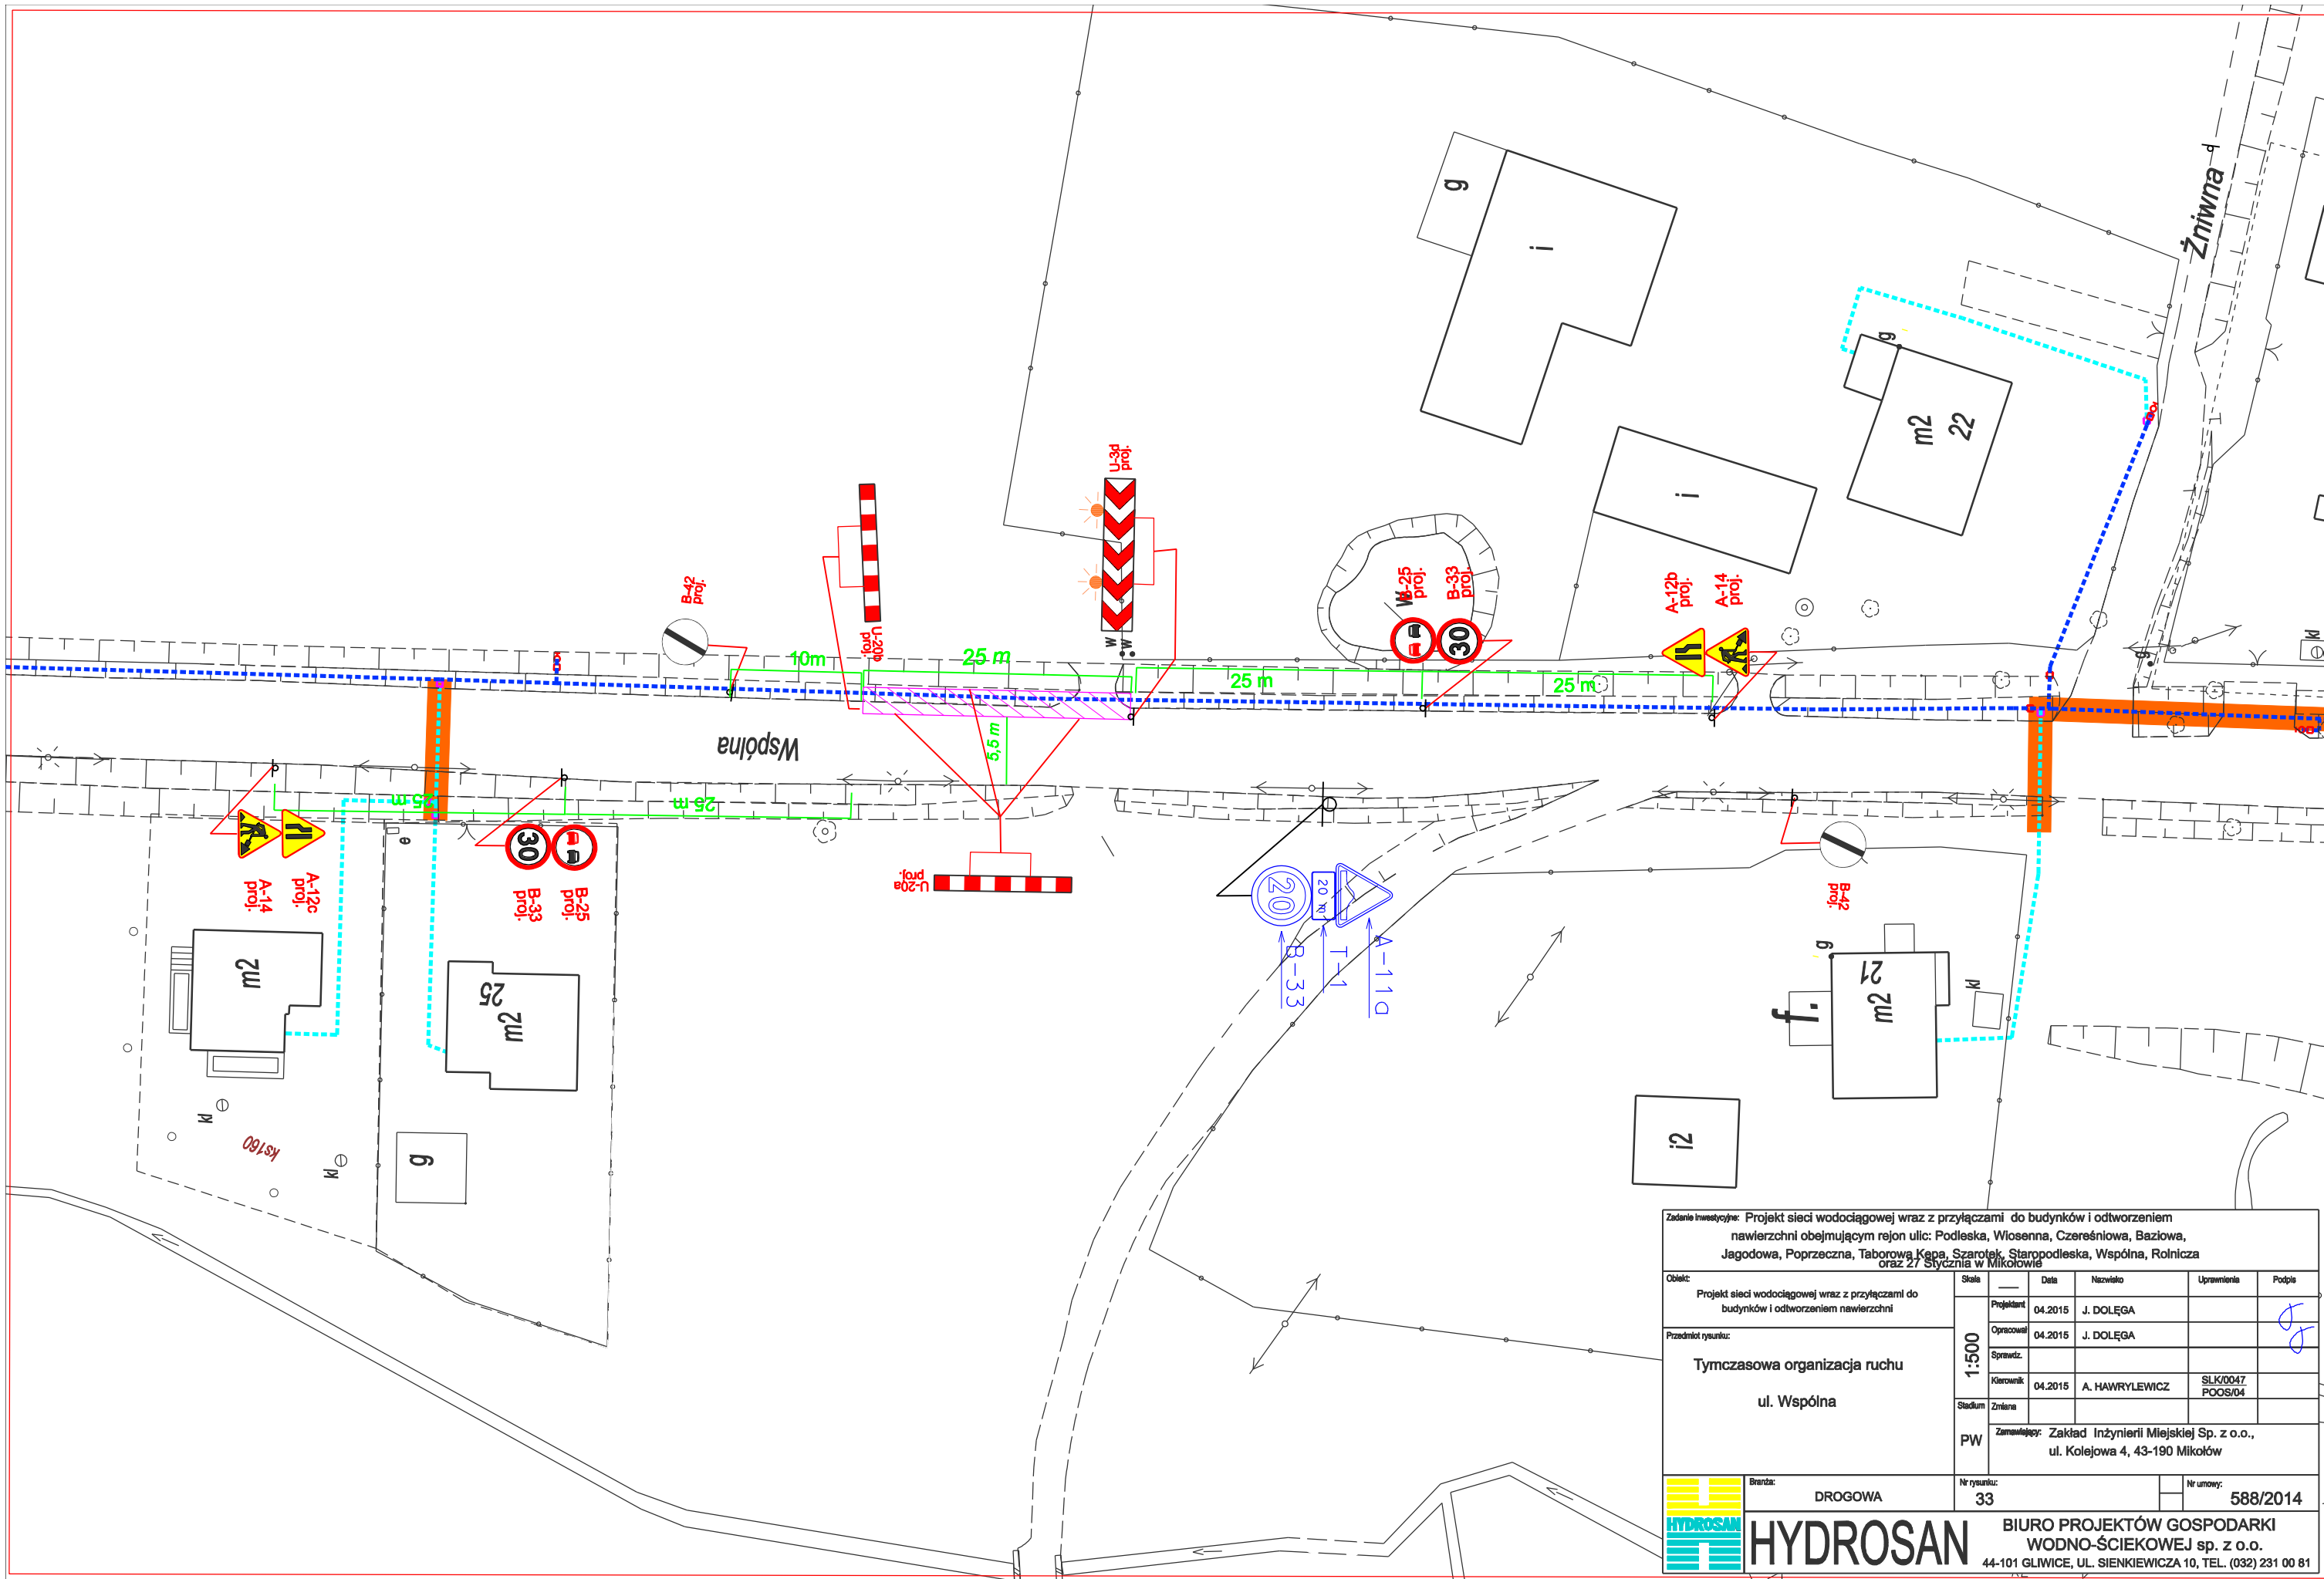 Żniwna
g
i
g
m2
22
i
U-3d
proj.
B-42
proj.
U-20b
proj.
W
B-25
proj.
B-33
proj.
30
A-12b
proj.
A-14
proj.
w
w
kl
g
10m
25 m
25 m
25 m
5,5 m
Wspólna
25 m
25 m
e
30
A-14
proj.
A-12c
proj.
B-33
proj.
B-25
proj.
U-20a
proj.
20
20 m
B-33
T-1
A-11a
B-42
proj.
g
21
m2
f.
kl
m2
25
m2
kl
ks160
kl
g
i2
Zadanie inwestycyjne: Projekt sieci wodociągowej wraz z przyłączami do budynków i odtworzeniem
nawierzchni obejmującym rejon ulic: Podleska, Wiosenna, Czereśniowa, Baziowa,
Jagodowa, Poprzeczna, Taborowa Kępa, Szarotek, Staropodleska, Wspólna, Rolnicza
oraz 27 Stycznia w Mikołowie
Obiekt:
Projekt sieci wodociągowej wraz z przyłączami do
budynków i odtworzeniem nawierzchni
Skala
Data
Nazwisko
Uprawnienia
Podpis
1:500
Projektant
04.2015
J. DOLĘGA
Opracował
04.2015
J. DOLĘGA
Sprawdz.
Kierownik
04.2015
A. HAWRYLEWICZ
SLK/0047
POOS/04
Przedmiot rysunku:
Tymczasowa organizacja ruchu
ul. Wspólna
Stadium
Zmiana
PW
Zamawiający: Zakład Inżynierii Miejskiej Sp. z o.o.,
ul. Kolejowa 4, 43-190 Mikołów
Branża:
DROGOWA
Nr rysunku:
33
Nr umowy:
588/2014
HYDROSAN
HYDROSAN
BIURO PROJEKTÓW GOSPODARKI
WODNO-ŚCIEKOWEJ sp. z o.o.
44-101 GLIWICE, UL. SIENKIEWICZA 10, TEL. (032) 231 00 81